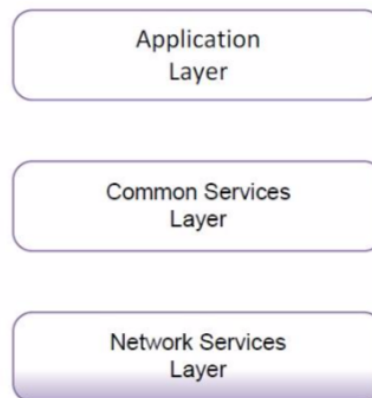 Application
Layer
Common Services
Layer
Network Services
Layer